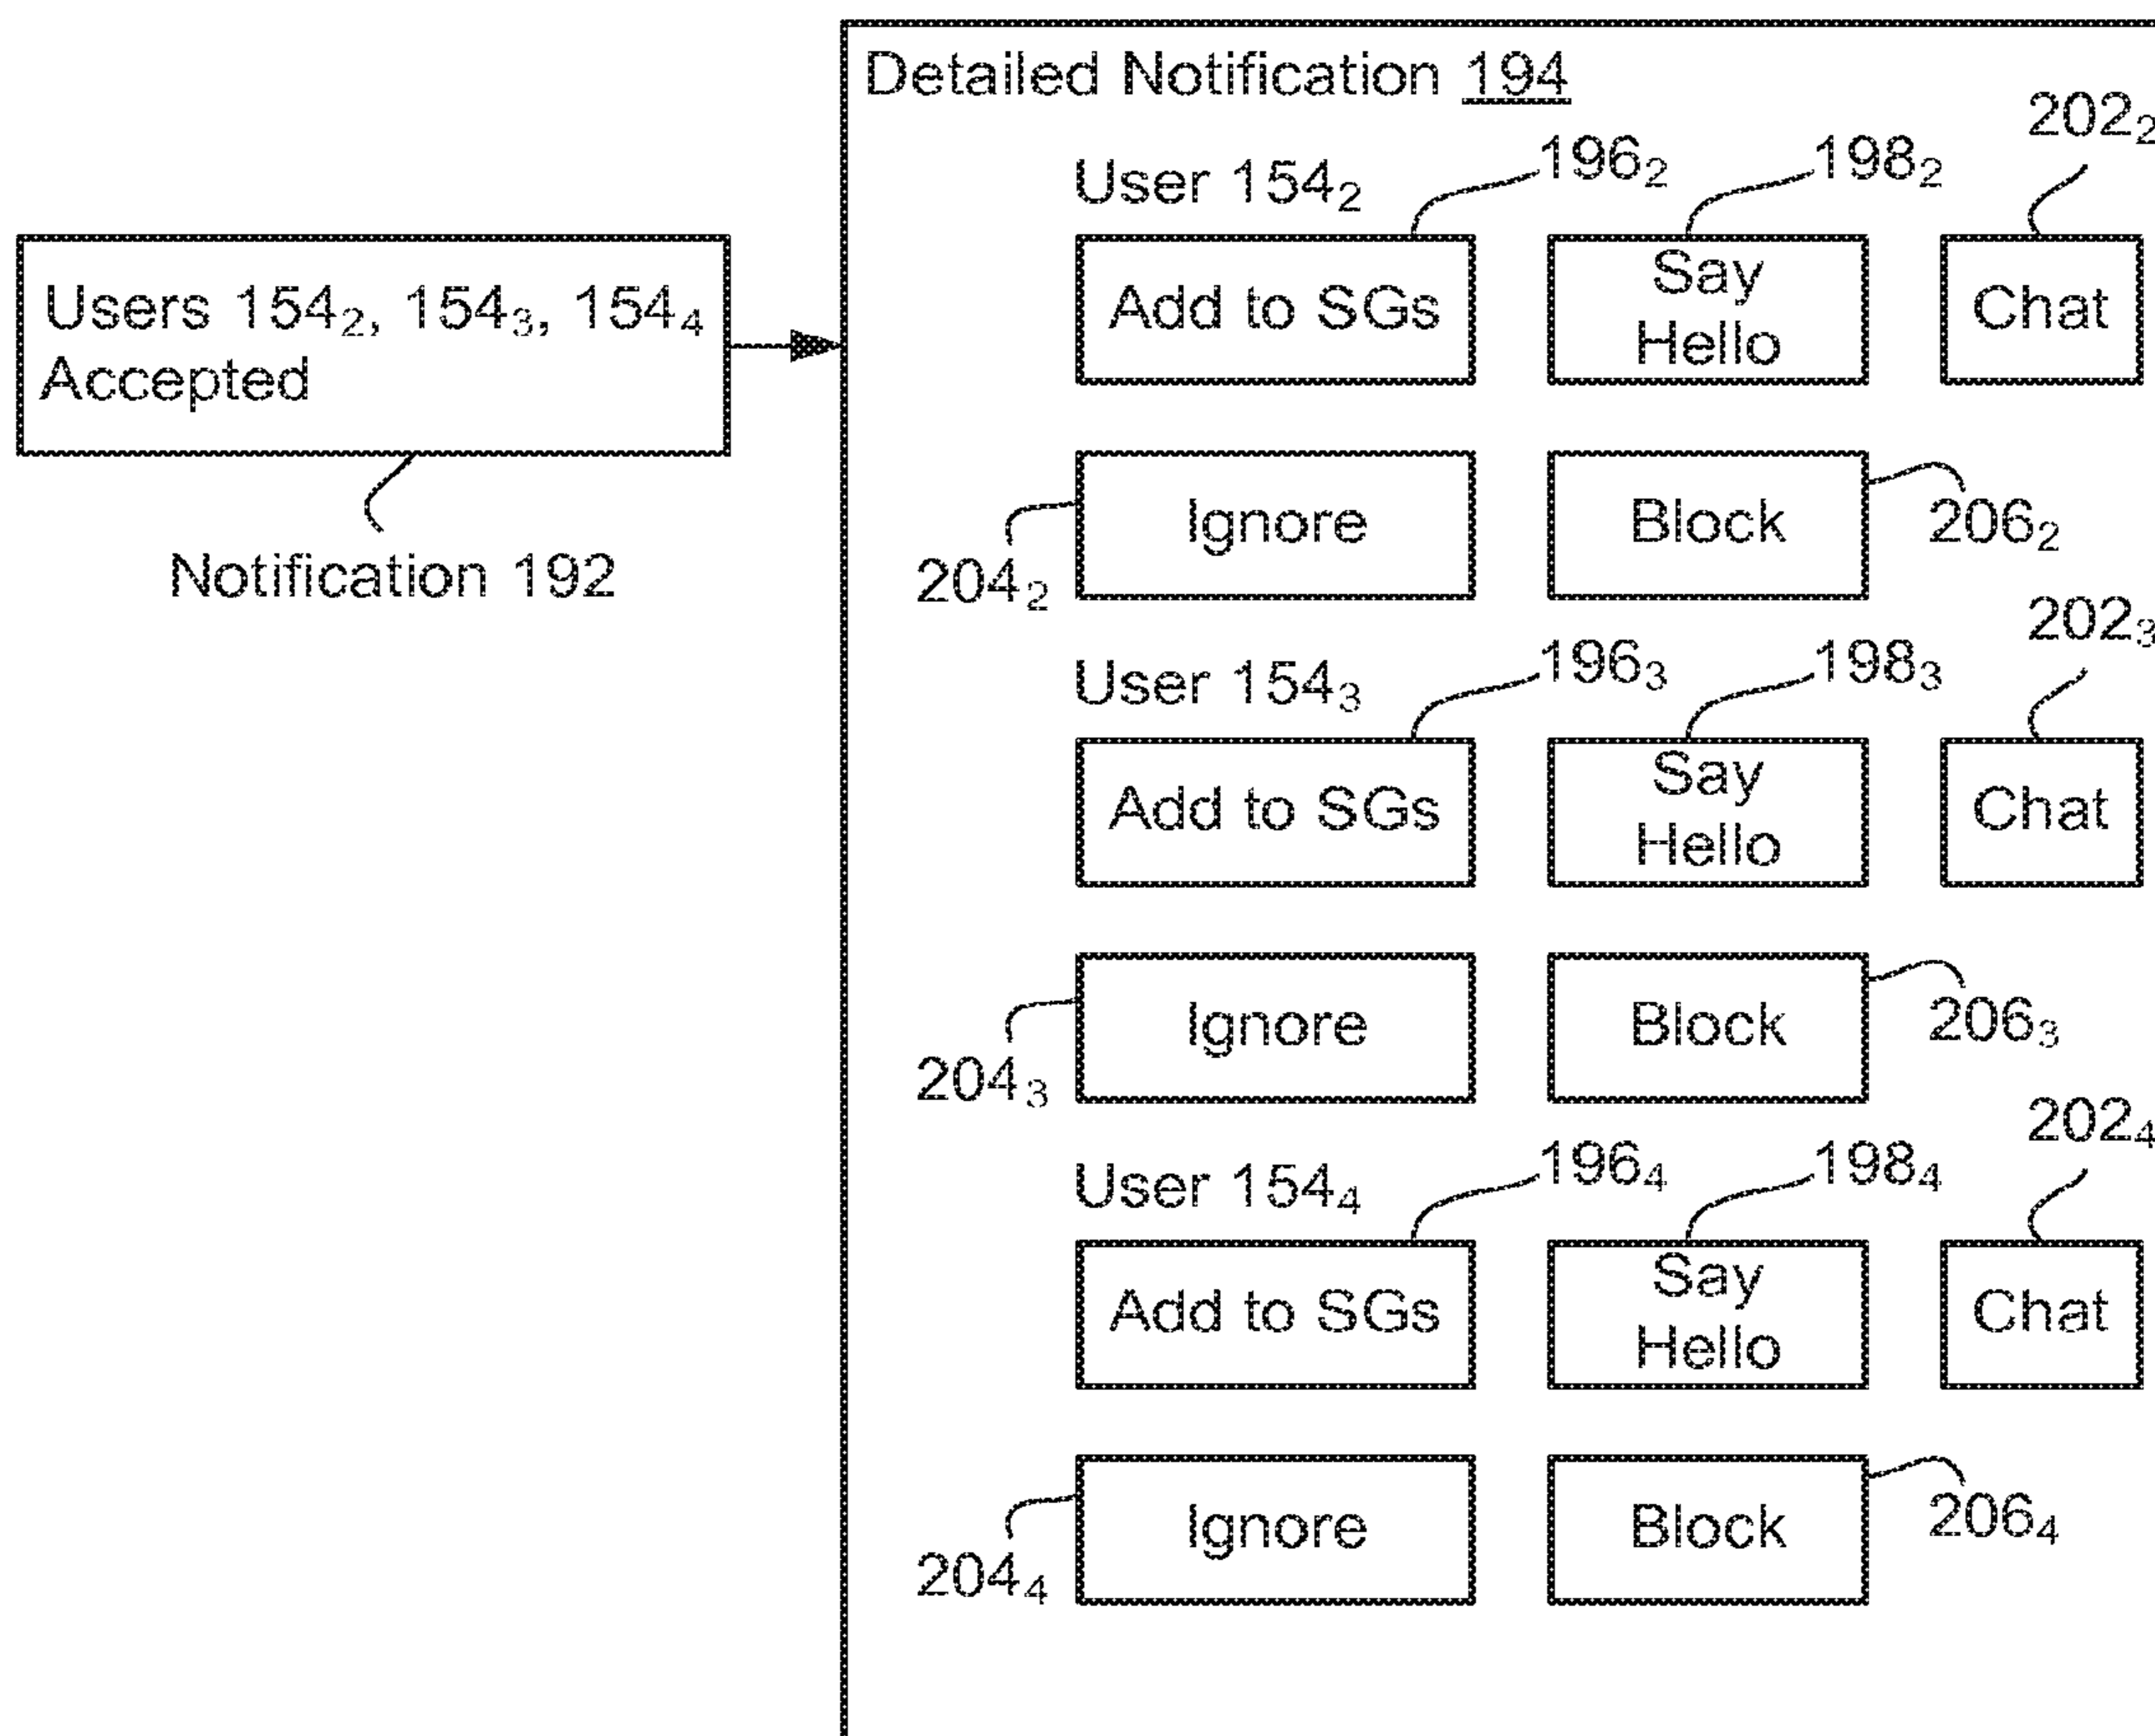 Detailed Notification 194
202₂
User 154₂
196₂
198₂
Users 154₂, 154₃, 154₄
Accepted
Add to SGs
Say
Hello
Chat
Notification 192
204₂
Ignore
Block
206₂
202₃
User 154₃
196₃
198₃
Add to SGs
Say
Hello
Chat
204₃
Ignore
Block
206₃
202₄
User 154₄
196₄
198₄
Add to SGs
Say
Hello
Chat
204₄
Ignore
Block
206₄